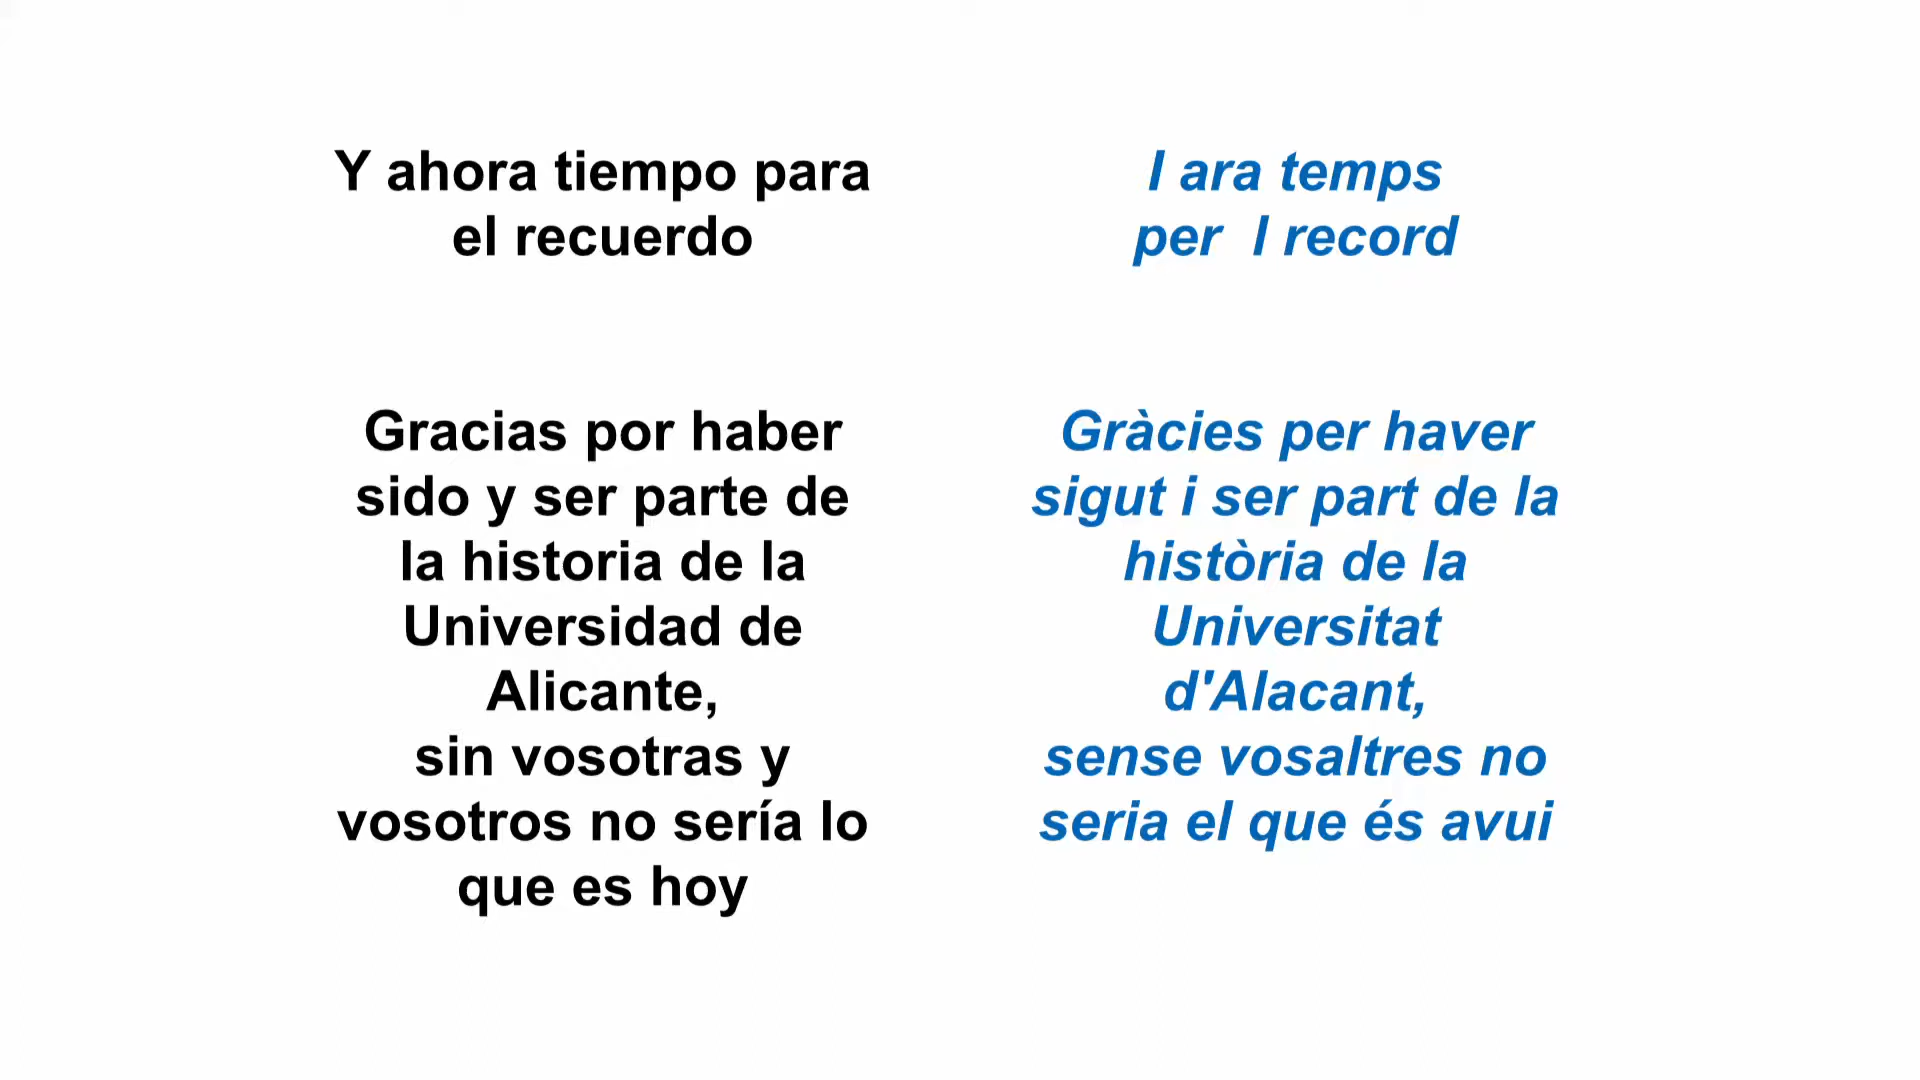 Y ahora tiempo para
el recuerdo
Gracias por haber
sido y ser parte de
la historia de la
Universidad de
Alicante,
sin vosotras y
vosotros no sería lo
que es hoy
I ara temps
per  l record
Gràcies per haver
sigut i ser part de la
història de la
Universitat
d'Alacant,
sense vosaltres no
seria el que és avui